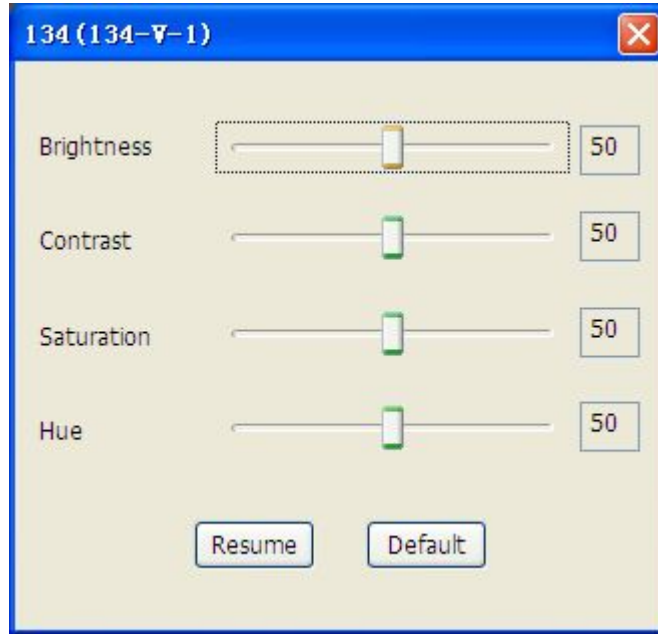 134(134-V-1)
Brightness 50
Contrast 50
Saturation 50
Hue 50
Resume Default